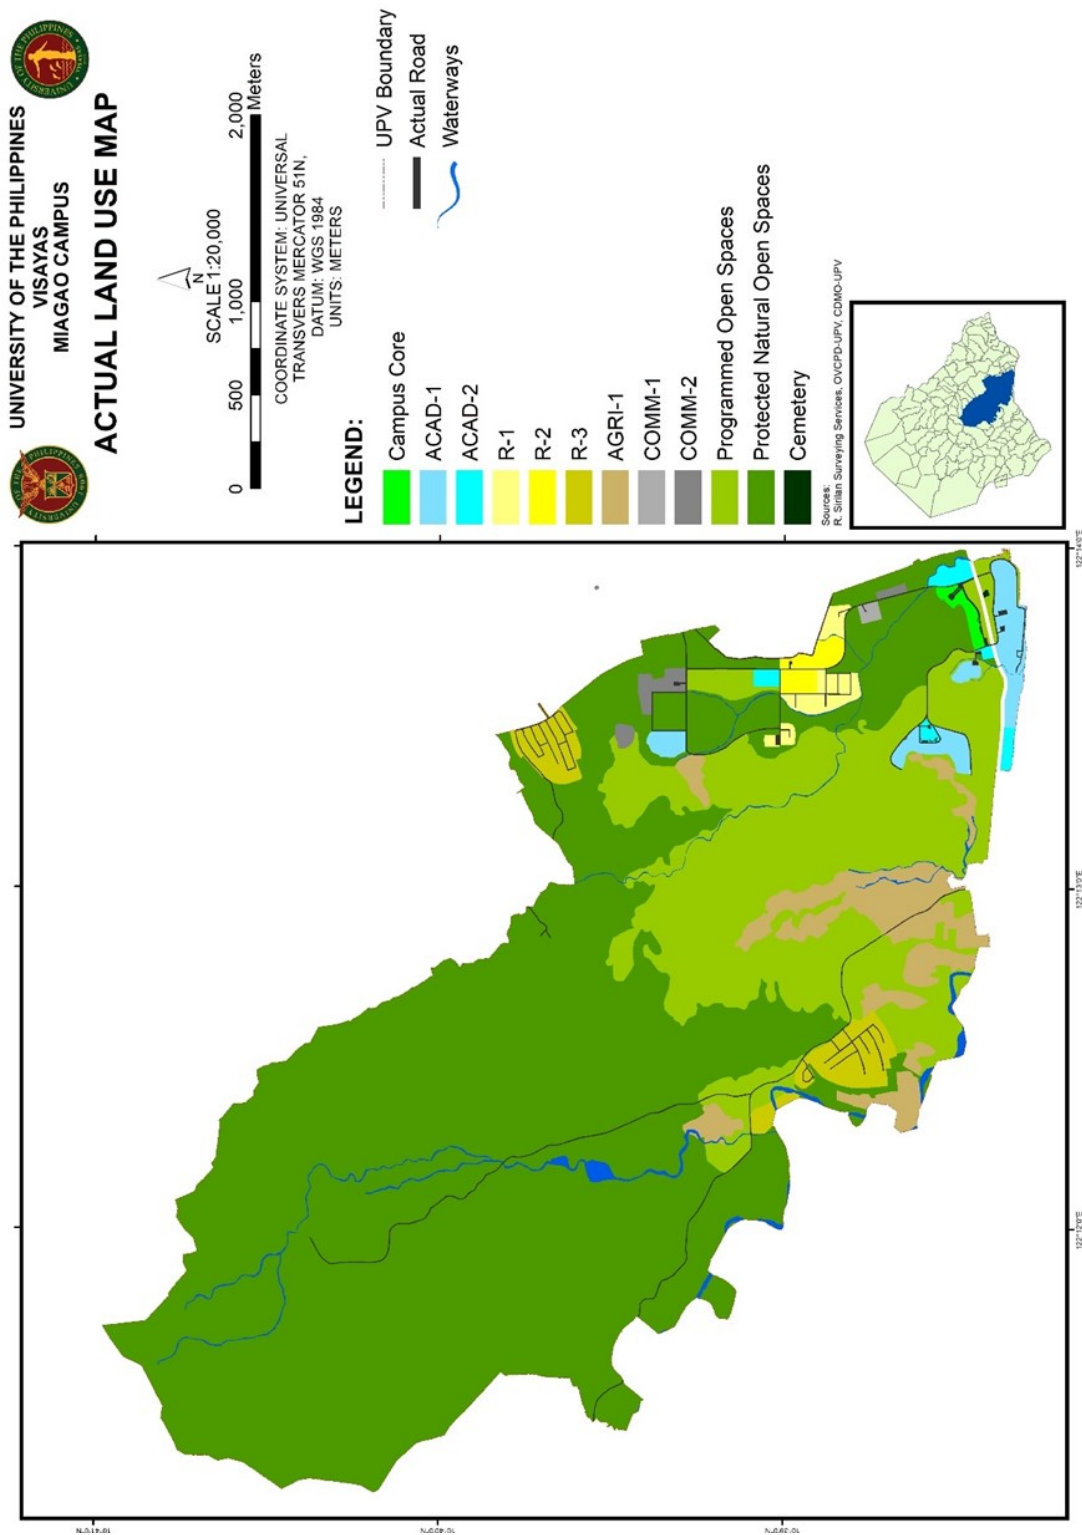 UNIVERSITY OF THE PHILIPPINES
VISAYAS
MIAGAO CAMPUS
ACTUAL LAND USE MAP
N
SCALE 1:20,000
0 500 1,000 2,000
Meters
COORDINATE SYSTEM: UNIVERSAL
TRANSVERS MERCATOR 51N,
DATUM: WGS 1984
UNITS: METERS
LEGEND:
Campus Core
ACAD-1
ACAD-2
R-1
R-2
R-3
AGRI-1
COMM-1
COMM-2
Programmed Open Spaces
Protected Natural Open Spaces
Cemetery
UPV Boundary
Actual Road
Waterways
Sources:
R. Sirilan Surveying Services, OVCPD-UPV, CDMO-UPV
122°12'0"E
122°13'0"E
122°14'0"E